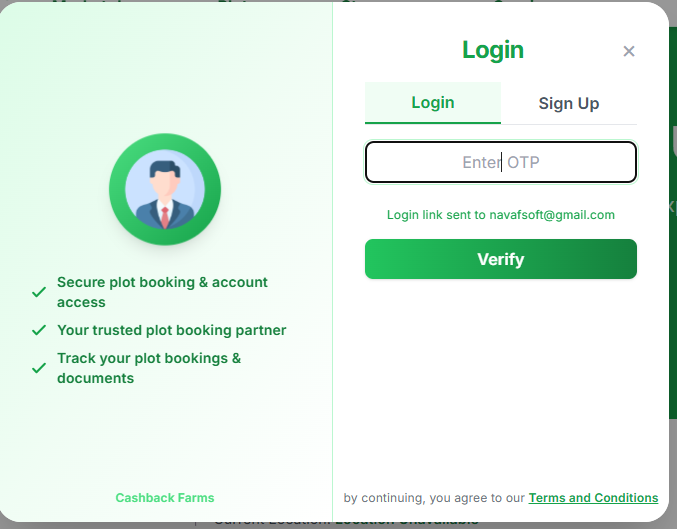 Login
×
Login
Sign Up
Enter OTP
Login link sent to navafsoft@gmail.com
Verify
Secure plot booking & account
access
Your trusted plot booking partner
Track your plot bookings &
documents
Cashback Farms
by continuing, you agree to our Terms and Conditions